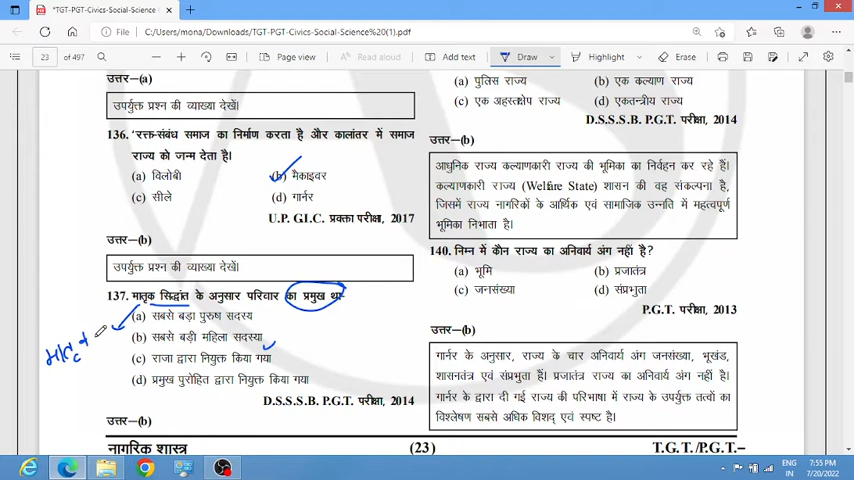 *TGT-PGT-Civics-Social-Science
File
C:/Users/mona/Downloads/TGT-PGT-Civics-Social-Science%20(1).pdf
23
of 497
Page view
Read aloud
Add text
Draw
Highlight
Erase
उत्तर–(a)
उपर्युक्त प्रश्न की व्याख्या देखें।
136. 'रक्त-संबंध समाज का निर्माण करता है और कालांतर में समाज
राज्य को जन्म देता है।
(a) विलोबी
(b) मैकाइवर
(c) सीले
(d) गार्नर
U.P. GI.C. प्रवक्ता परीक्षा, 2017
उत्तर–(b)
उपर्युक्त प्रश्न की व्याख्या देखें।
137. मातृक सिद्धांत के अनुसार परिवार का प्रमुख था-
(a) सबसे बड़ा पुरुष सदस्य
(b) सबसे बड़ी महिला सदस्या
(c) राजा द्वारा नियुक्त किया गया
(d) प्रमुख पुरोहित द्वारा नियुक्त किया गया
D.S.S.S.B. P.G.T. परीक्षा, 2014
उत्तर–(b)
(a) पुलिस राज्य
(b) एक कल्याण राज्य
(c) एक अहस्तक्षेप राज्य
(d) एकतन्त्रीय राज्य
D.S.S.S.B. P.G.T. परीक्षा, 2014
उत्तर–(b)
आधुनिक राज्य कल्याणकारी राज्य की भूमिका का निर्वहन कर रहे हैं।
कल्याणकारी राज्य (Welfare State) शासन की वह संकल्पना है,
जिसमें राज्य नागरिकों के आर्थिक एवं सामाजिक उन्नति में महत्वपूर्ण
भूमिका निभाता है।
140. निम्न में कौन राज्य का अनिवार्य अंग नहीं है?
(a) भूमि
(b) प्रजातंत्र
(c) जनसंख्या
(d) संप्रभुता
P.G.T. परीक्षा, 2013
उत्तर–(b)
गार्नर के अनुसार, राज्य के चार अनिवार्य अंग जनसंख्या, भूखंड,
शासनतंत्र एवं संप्रभुता हैं। प्रजातंत्र राज्य का अनिवार्य अंग नहीं है।
गार्नर के द्वारा दी गई राज्य की परिभाषा में राज्य के उपर्युक्त तत्वों का
विश्लेषण सबसे अधिक विशद् एवं स्पष्ट है।
नागरिक शास्त्र
(23)
T.G.T./P.G.T.–
ENG
IN
7:55 PM
7/20/2022